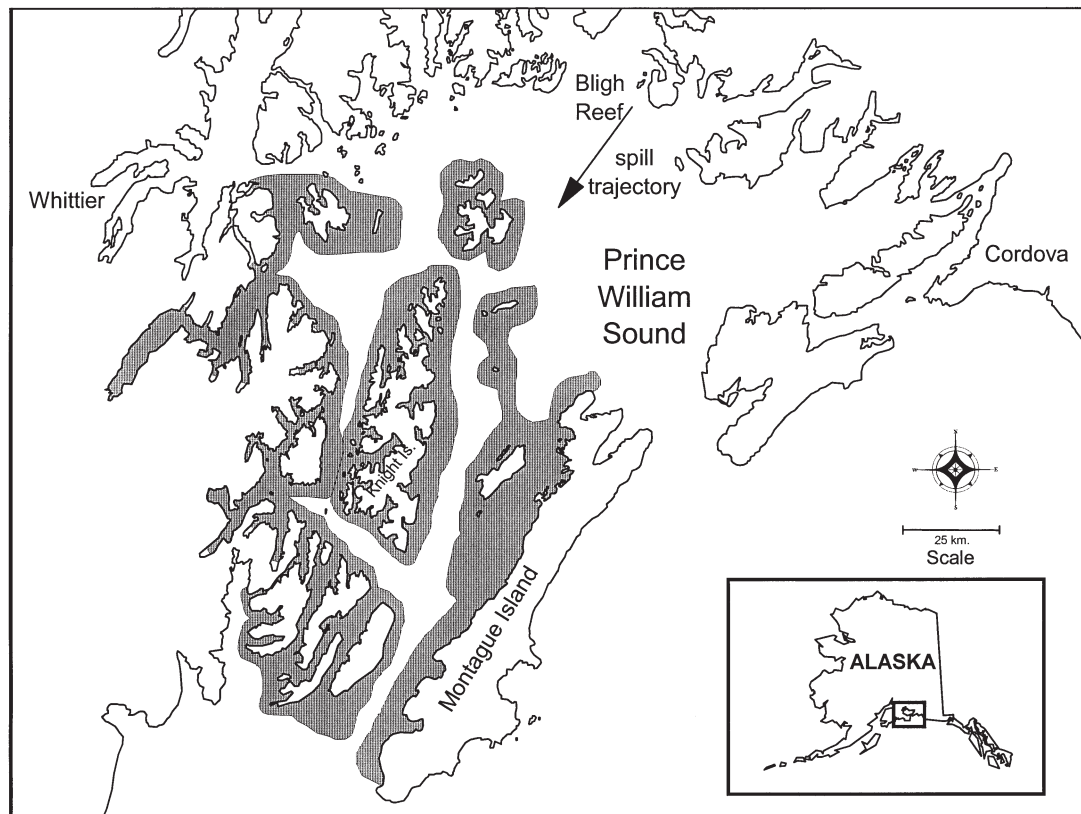 Bligh
Reef
spill
trajectory
Whittier
Prince
William
Sound
Cordova
Knight Is.
N
W
E
S
25 km.
Scale
Montague Island
ALASKA